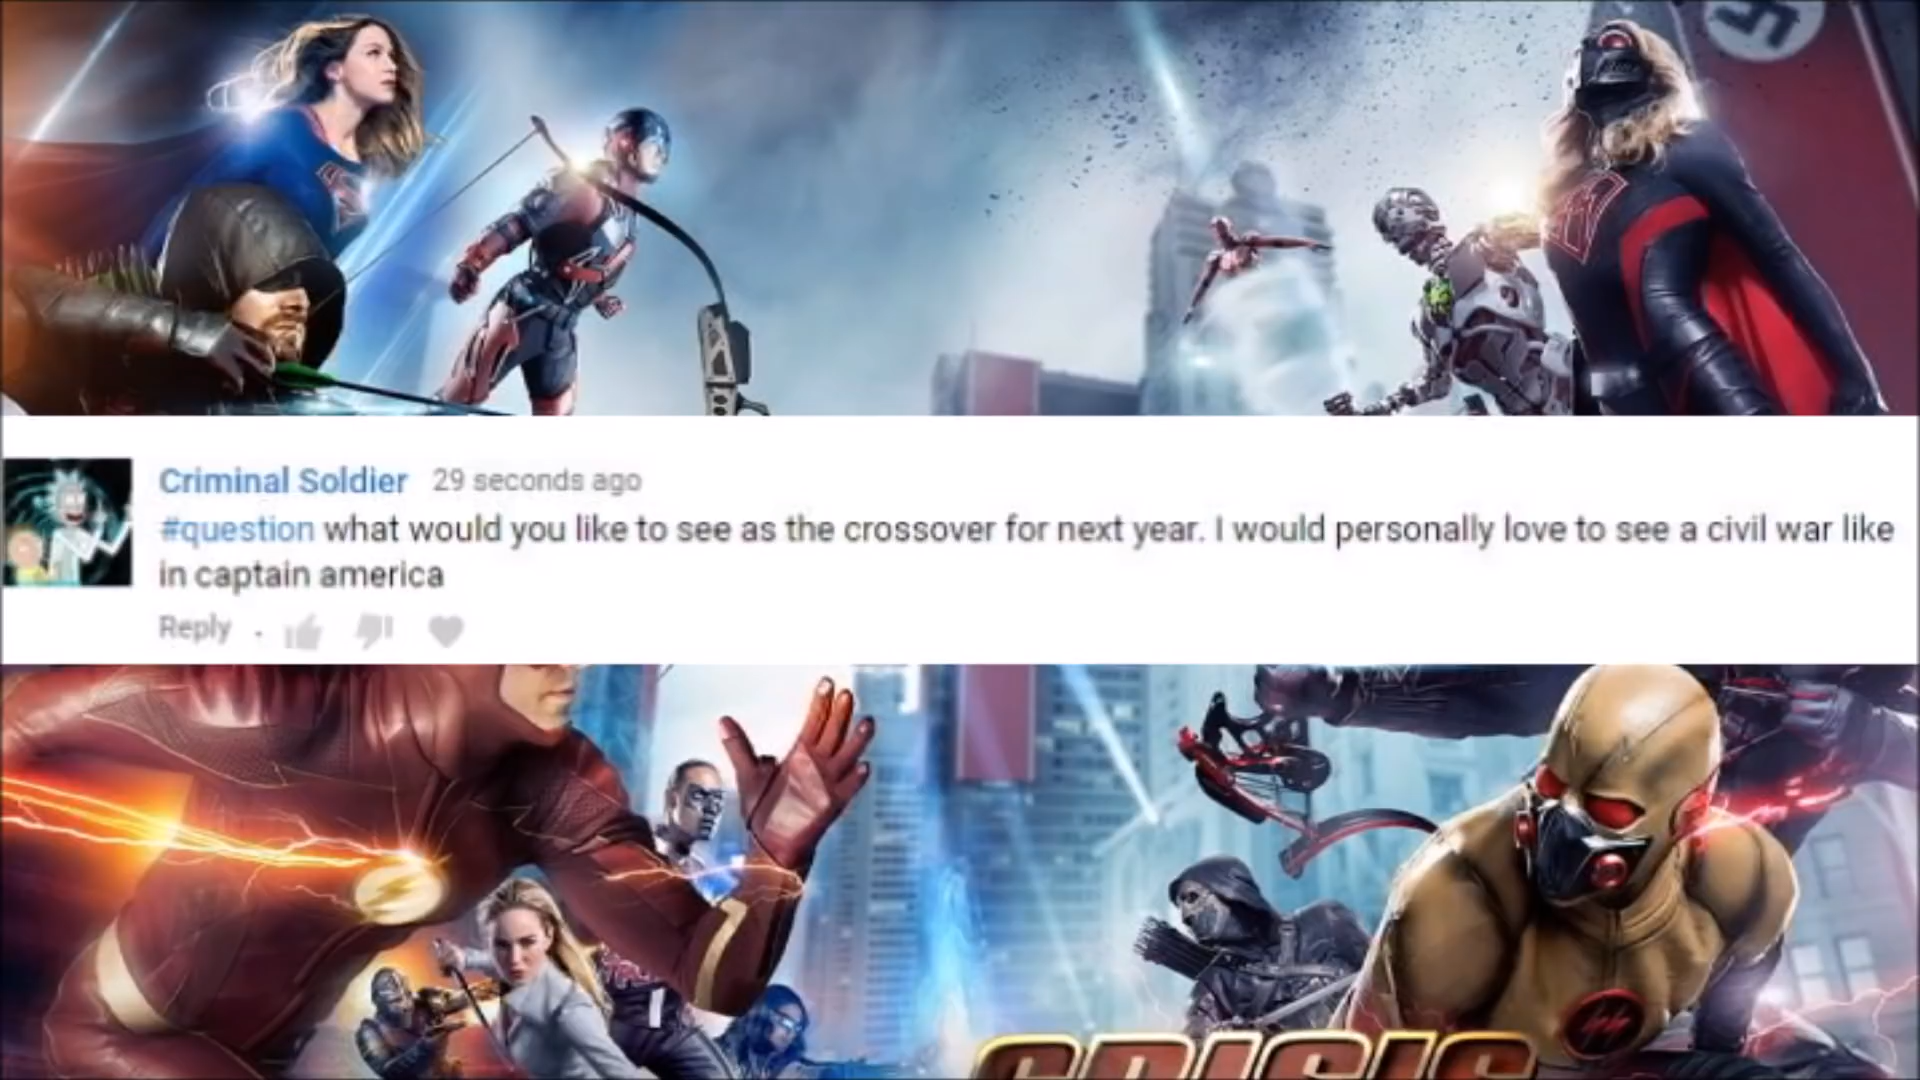 Criminal Soldier 29 seconds ago
#question what would you like to see as the crossover for next year. I would personally love to see a civil war like
in captain america
Reply .
CRISIS